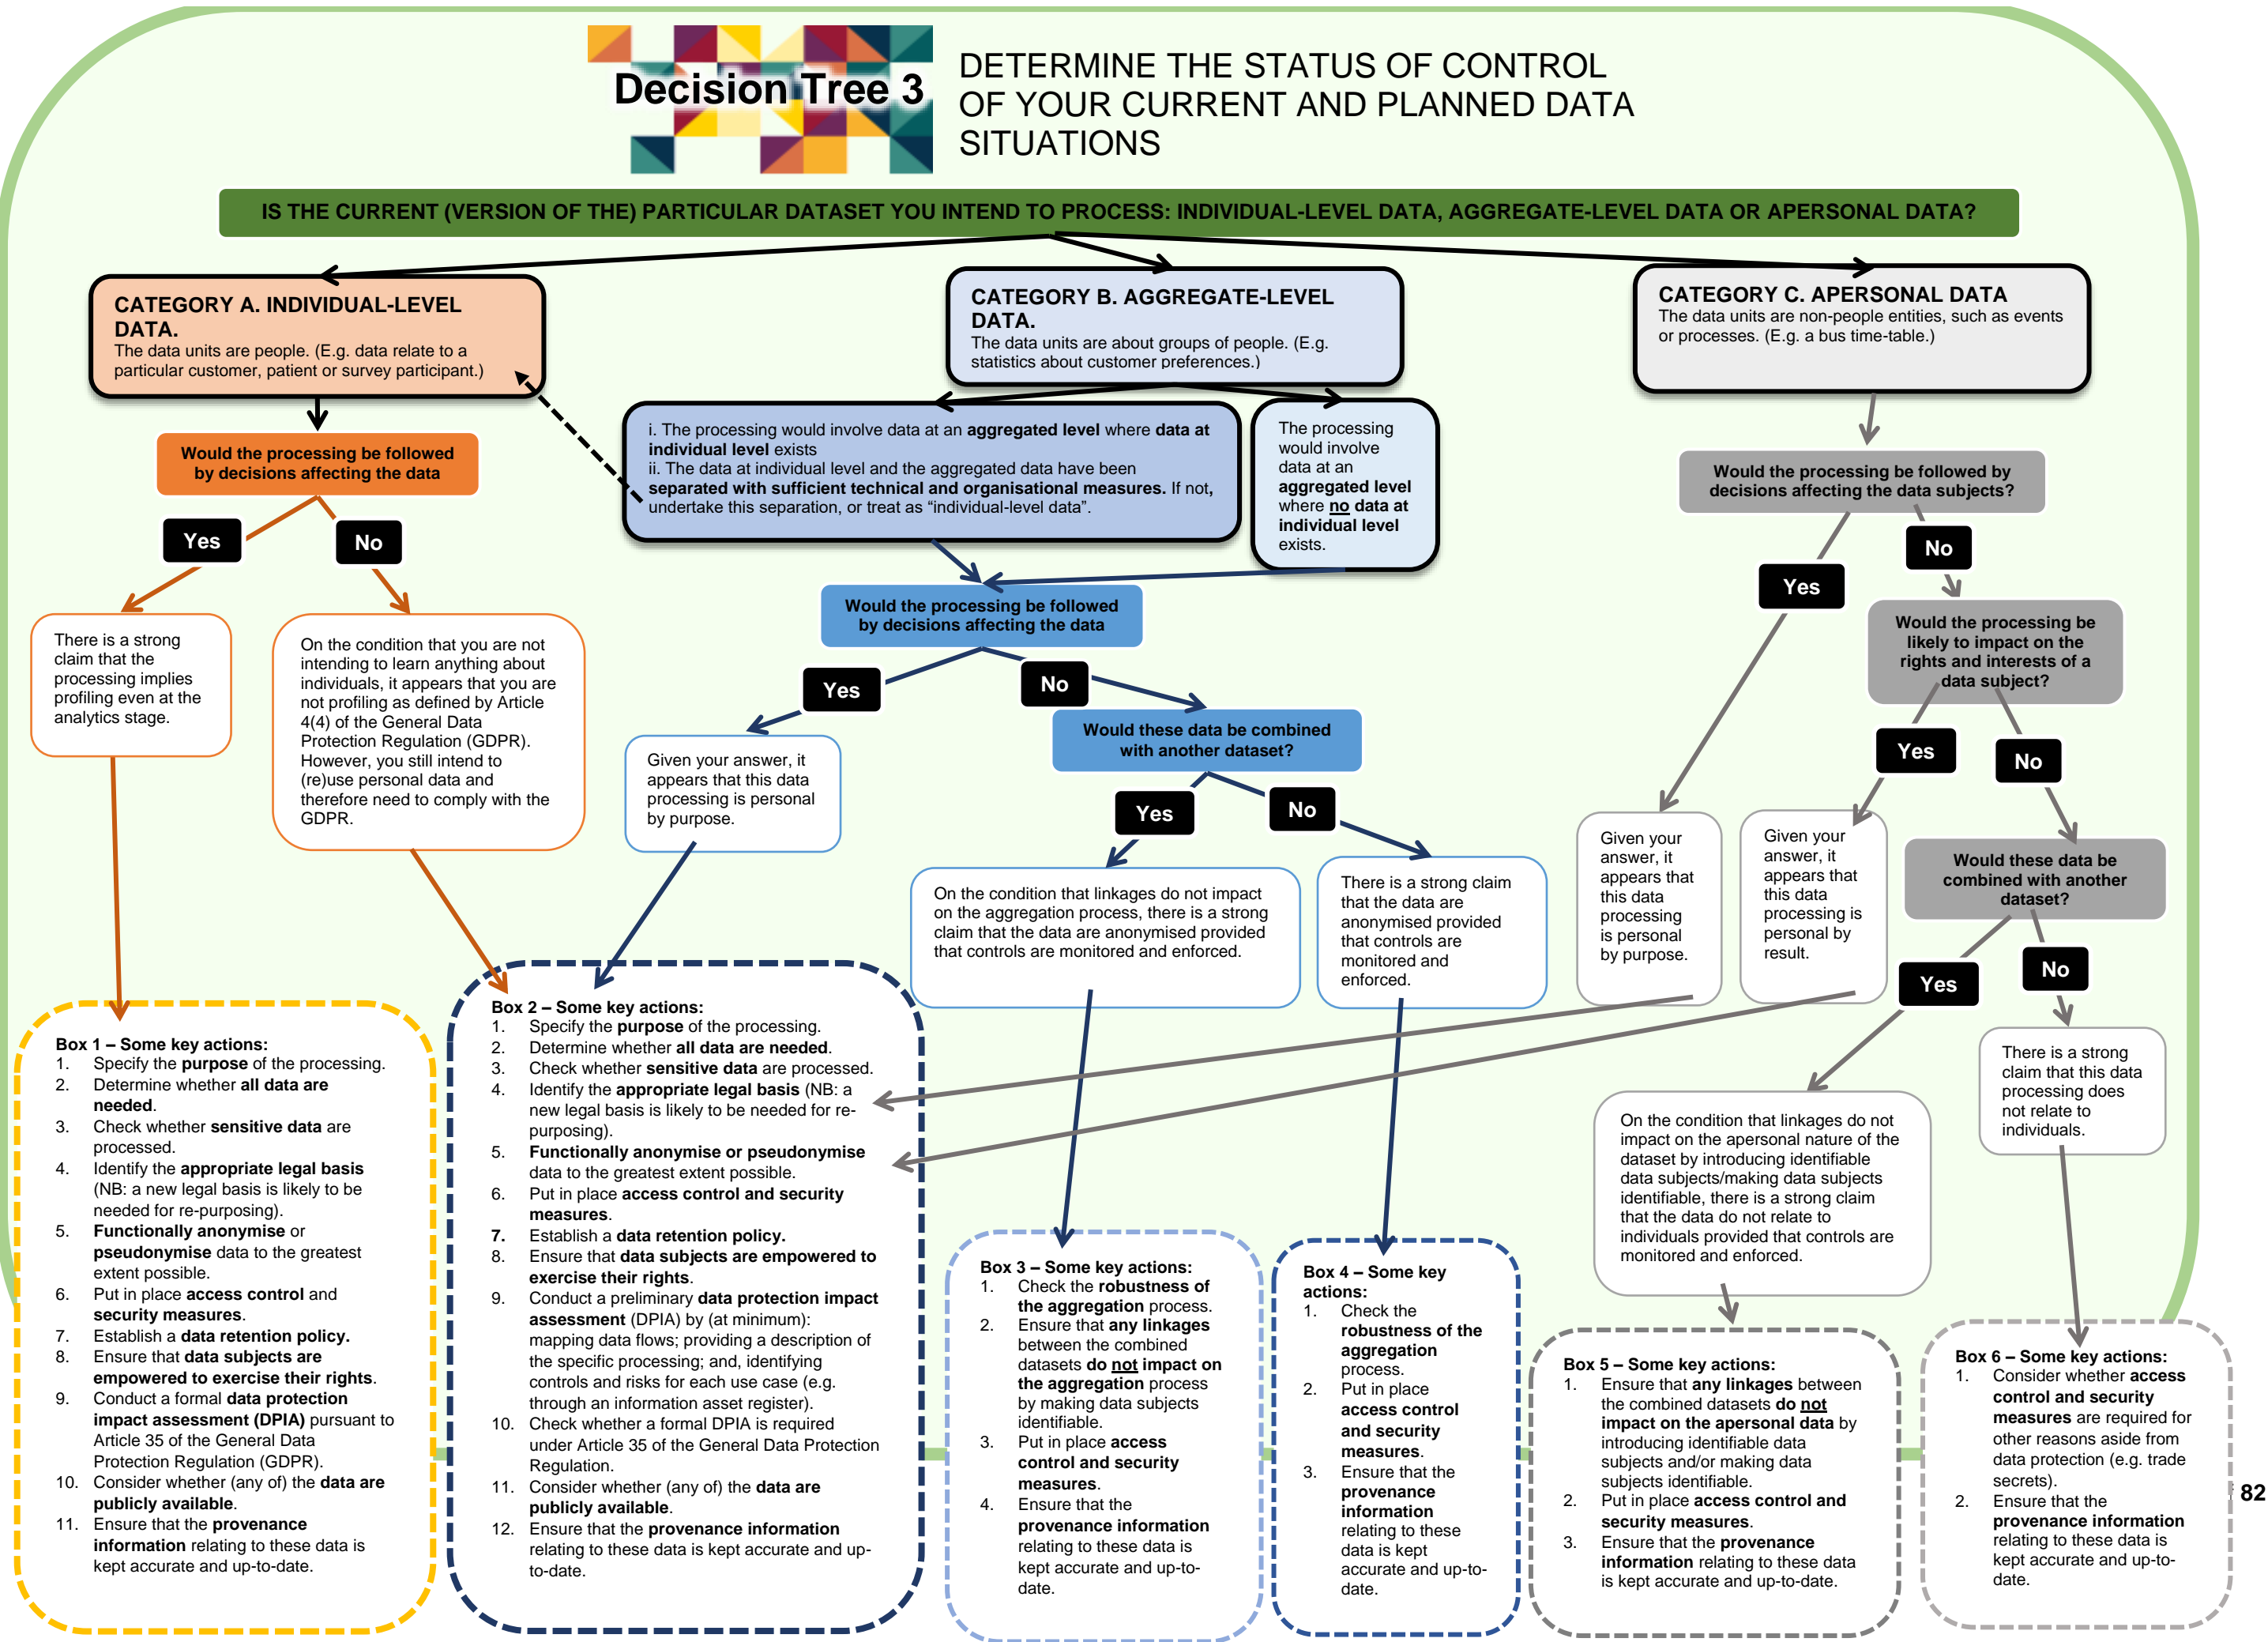 Decision Tree 3
DETERMINE THE STATUS OF CONTROL
OF YOUR CURRENT AND PLANNED DATA
SITUATIONS
IS THE CURRENT (VERSION OF THE) PARTICULAR DATASET YOU INTEND TO PROCESS: INDIVIDUAL-LEVEL DATA, AGGREGATE-LEVEL DATA OR APERSONAL DATA?
CATEGORY A. INDIVIDUAL-LEVEL
DATA.
The data units are people. (E.g. data relate to a
particular customer, patient or survey participant.)
CATEGORY B. AGGREGATE-LEVEL
DATA.
The data units are about groups of people. (E.g.
statistics about customer preferences.)
CATEGORY C. APERSONAL DATA
The data units are non-people entities, such as events
or processes. (E.g. a bus time-table.)
i. The processing would involve data at an aggregated level where data at
individual level exists
ii. The data at individual level and the aggregated data have been
separated with sufficient technical and organisational measures. If not,
undertake this separation, or treat as “individual-level data”.
The processing
would involve
data at an
aggregated level
where no data at
individual level
exists.
Would the processing be followed
by decisions affecting the data
Yes
No
There is a strong
claim that the
processing implies
profiling even at the
analytics stage.
On the condition that you are not
intending to learn anything about
individuals, it appears that you are
not profiling as defined by Article
4(4) of the General Data
Protection Regulation (GDPR).
However, you still intend to
(re)use personal data and
therefore need to comply with the
GDPR.
Would the processing be followed
by decisions affecting the data
Yes
No
Given your answer, it
appears that this data
processing is personal
by purpose.
Would these data be combined
with another dataset?
Yes
No
On the condition that linkages do not impact
on the aggregation process, there is a strong
claim that the data are anonymised provided
that controls are monitored and enforced.
There is a strong claim
that the data are
anonymised provided
that controls are
monitored and
enforced.
Would the processing be followed by
decisions affecting the data subjects?
Yes
No
Would the processing be
likely to impact on the
rights and interests of a
data subject?
Yes
No
Given your
answer, it
appears that
this data
processing
is personal
by purpose.
Given your
answer, it
appears that
this data
processing is
personal by
result.
Would these data be
combined with another
dataset?
Yes
No
On the condition that linkages do not
impact on the apersonal nature of the
dataset by introducing identifiable
data subjects/making data subjects
identifiable, there is a strong claim
that the data do not relate to
individuals provided that controls are
monitored and enforced.
There is a strong
claim that this data
processing does
not relate to
individuals.
Box 1 – Some key actions:
1. Specify the purpose of the processing.
2. Determine whether all data are
needed.
3. Check whether sensitive data are
processed.
4. Identify the appropriate legal basis
(NB: a new legal basis is likely to be
needed for re-purposing).
5. Functionally anonymise or
pseudonymise data to the greatest
extent possible.
6. Put in place access control and
security measures.
7. Establish a data retention policy.
8. Ensure that data subjects are
empowered to exercise their rights.
9. Conduct a formal data protection
impact assessment (DPIA) pursuant to
Article 35 of the General Data
Protection Regulation (GDPR).
10. Consider whether (any of) the data are
publicly available.
11. Ensure that the provenance
information relating to these data is
kept accurate and up-to-date.
Box 2 – Some key actions:
1. Specify the purpose of the processing.
2. Determine whether all data are needed.
3. Check whether sensitive data are processed.
4. Identify the appropriate legal basis (NB: a
new legal basis is likely to be needed for re-
purposing).
5. Functionally anonymise or pseudonymise
data to the greatest extent possible.
6. Put in place access control and security
measures.
7. Establish a data retention policy.
8. Ensure that data subjects are empowered to
exercise their rights.
9. Conduct a preliminary data protection impact
assessment (DPIA) by (at minimum):
mapping data flows; providing a description of
the specific processing; and, identifying
controls and risks for each use case (e.g.
through an information asset register).
10. Check whether a formal DPIA is required
under Article 35 of the General Data Protection
Regulation.
11. Consider whether (any of) the data are
publicly available.
12. Ensure that the provenance information
relating to these data is kept accurate and up-
to-date.
Box 3 – Some key actions:
1. Check the robustness of
the aggregation process.
2. Ensure that any linkages
between the combined
datasets do not impact on
the aggregation process
by making data subjects
identifiable.
3. Put in place access
control and security
measures.
4. Ensure that the
provenance information
relating to these data is
kept accurate and up-to-
date.
Box 4 – Some key
actions:
1. Check the
robustness of the
aggregation
process.
2. Put in place
access control
and security
measures.
3. Ensure that the
provenance
information
relating to these
data is kept
accurate and up-to-
date.
Box 5 – Some key actions:
1. Ensure that any linkages between
the combined datasets do not
impact on the apersonal data by
introducing identifiable data
subjects and/or making data
subjects identifiable.
2. Put in place access control and
security measures.
3. Ensure that the provenance
information relating to these data
is kept accurate and up-to-date.
Box 6 – Some key actions:
1. Consider whether access
control and security
measures are required for
other reasons aside from
data protection (e.g. trade
secrets).
2. Ensure that the
provenance information
relating to these data is
kept accurate and up-to-
date.
82